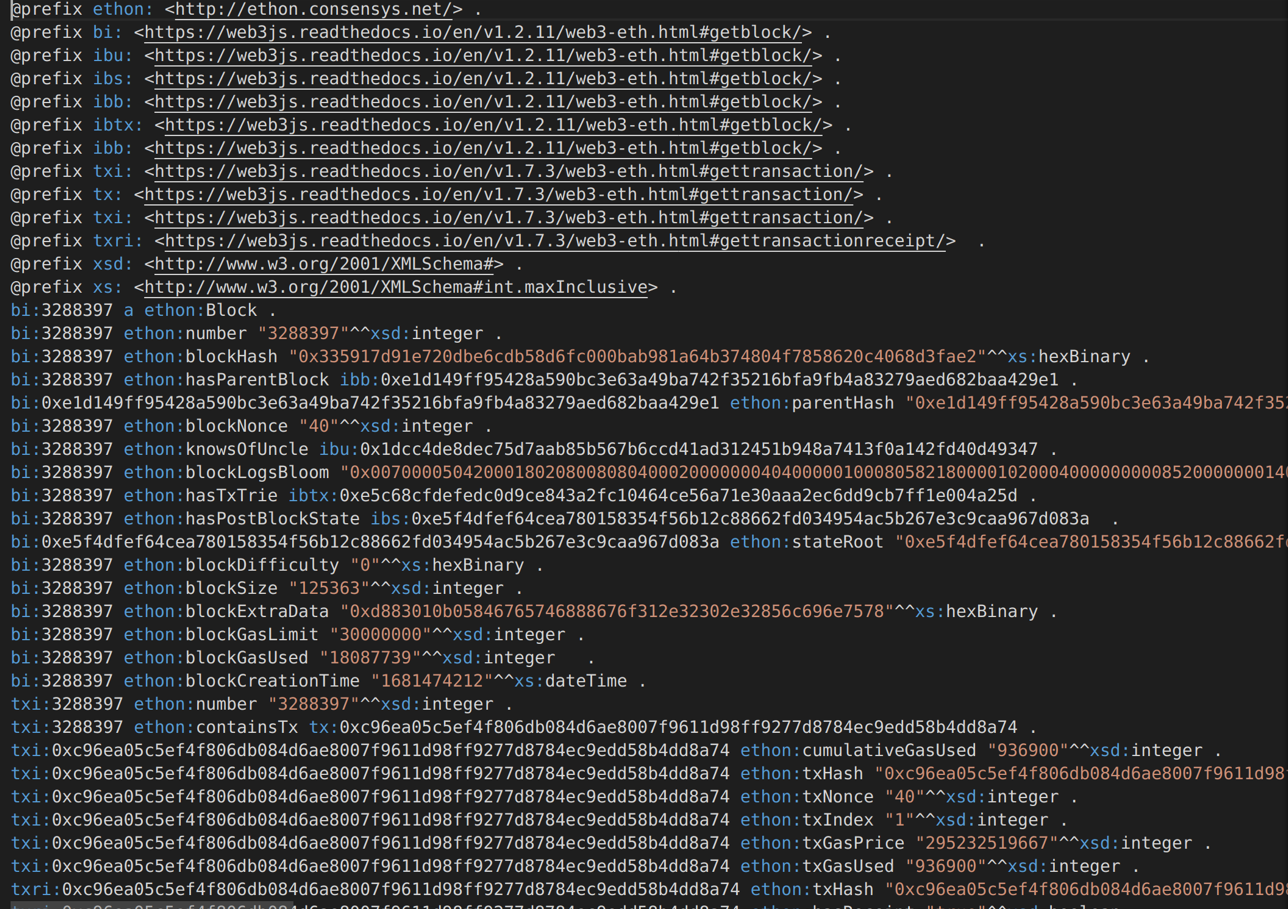 @prefix ethon: <http://ethon.consensys.net/> .
@prefix bi: <https://web3js.readthedocs.io/en/v1.2.11/web3-eth.html#getblock/> .
@prefix ibu: <https://web3js.readthedocs.io/en/v1.2.11/web3-eth.html#getblock/> .
@prefix ibs: <https://web3js.readthedocs.io/en/v1.2.11/web3-eth.html#getblock/> .
@prefix ibb: <https://web3js.readthedocs.io/en/v1.2.11/web3-eth.html#getblock/> .
@prefix ibtx: <https://web3js.readthedocs.io/en/v1.2.11/web3-eth.html#getblock/> .
@prefix ibb: <https://web3js.readthedocs.io/en/v1.2.11/web3-eth.html#getblock/> .
@prefix txi: <https://web3js.readthedocs.io/en/v1.7.3/web3-eth.html#gettransaction/> .
@prefix tx: <https://web3js.readthedocs.io/en/v1.7.3/web3-eth.html#gettransaction/> .
@prefix txi: <https://web3js.readthedocs.io/en/v1.7.3/web3-eth.html#gettransaction/> .
@prefix txri: <https://web3js.readthedocs.io/en/v1.7.3/web3-eth.html#gettransactionreceipt/>  .
@prefix xsd: <http://www.w3.org/2001/XMLSchema#> .
@prefix xs: <http://www.w3.org/2001/XMLSchema#int.maxInclusive> .
bi:3288397 a ethon:Block .
bi:3288397 ethon:number "3288397"^^xsd:integer .
bi:3288397 ethon:blockHash "0x335917d91e720dbe6cdb58d6fc000bab981a64b374804f7858620c4068d3fae2"^^xs:hexBinary .
bi:3288397 ethon:hasParentBlock ibb:0xe1d149ff95428a590bc3e63a49ba742f35216bfa9fb4a83279aed682baa429e1 .
bi:0xe1d149ff95428a590bc3e63a49ba742f35216bfa9fb4a83279aed682baa429e1 ethon:parentHash "0xe1d149ff95428a590bc3e63a49ba742f352
bi:3288397 ethon:blockNonce "40"^^xsd:integer .
bi:3288397 ethon:knowsOfUncle ibu:0x1dcc4de8dec75d7aab85b567b6ccd41ad312451b948a7413f0a142fd40d49347 .
bi:3288397 ethon:blockLogsBloom "0x00700005042000180208008080400020000000404000001000805821800001020004000000000852000000014
bi:3288397 ethon:hasTxTrie ibtx:0xe5c68cfdefedc0d9ce843a2fc10464ce56a71e30aaa2ec6dd9cb7ff1e004a25d .
bi:3288397 ethon:hasPostBlockState ibs:0xe5f4dfef64cea780158354f56b12c88662fd034954ac5b267e3c9caa967d083a  .
bi:0xe5f4dfef64cea780158354f56b12c88662fd034954ac5b267e3c9caa967d083a ethon:stateRoot "0xe5f4dfef64cea780158354f56b12c88662f
bi:3288397 ethon:blockDifficulty "0"^^xs:hexBinary .
bi:3288397 ethon:blockSize "125363"^^xsd:integer .
bi:3288397 ethon:blockExtraData "0xd883010b05846765746888676f312e32302e32856c696e7578"^^xs:hexBinary .
bi:3288397 ethon:blockGasLimit "30000000"^^xsd:integer .
bi:3288397 ethon:blockGasUsed "18087739"^^xsd:integer   .
bi:3288397 ethon:blockCreationTime "1681474212"^^xs:dateTime .
txi:3288397 ethon:number "3288397"^^xsd:integer .
txi:3288397 ethon:containsTx tx:0xc96ea05c5ef4f806db084d6ae8007f9611d98ff9277d8784ec9edd58b4dd8a74 .
txi:0xc96ea05c5ef4f806db084d6ae8007f9611d98ff9277d8784ec9edd58b4dd8a74 ethon:cumulativeGasUsed "936900"^^xsd:integer .
txi:0xc96ea05c5ef4f806db084d6ae8007f9611d98ff9277d8784ec9edd58b4dd8a74 ethon:txHash "0xc96ea05c5ef4f806db084d6ae8007f9611d98
txi:0xc96ea05c5ef4f806db084d6ae8007f9611d98ff9277d8784ec9edd58b4dd8a74 ethon:txNonce "40"^^xsd:integer .
txi:0xc96ea05c5ef4f806db084d6ae8007f9611d98ff9277d8784ec9edd58b4dd8a74 ethon:txIndex "1"^^xsd:integer .
txi:0xc96ea05c5ef4f806db084d6ae8007f9611d98ff9277d8784ec9edd58b4dd8a74 ethon:txGasPrice "295232519667"^^xsd:integer .
txi:0xc96ea05c5ef4f806db084d6ae8007f9611d98ff9277d8784ec9edd58b4dd8a74 ethon:txGasUsed "936900"^^xsd:integer .
txri:0xc96ea05c5ef4f806db084d6ae8007f9611d98ff9277d8784ec9edd58b4dd8a74 ethon:txHash "0xc96ea05c5ef4f806db084d6ae8007f9611d9